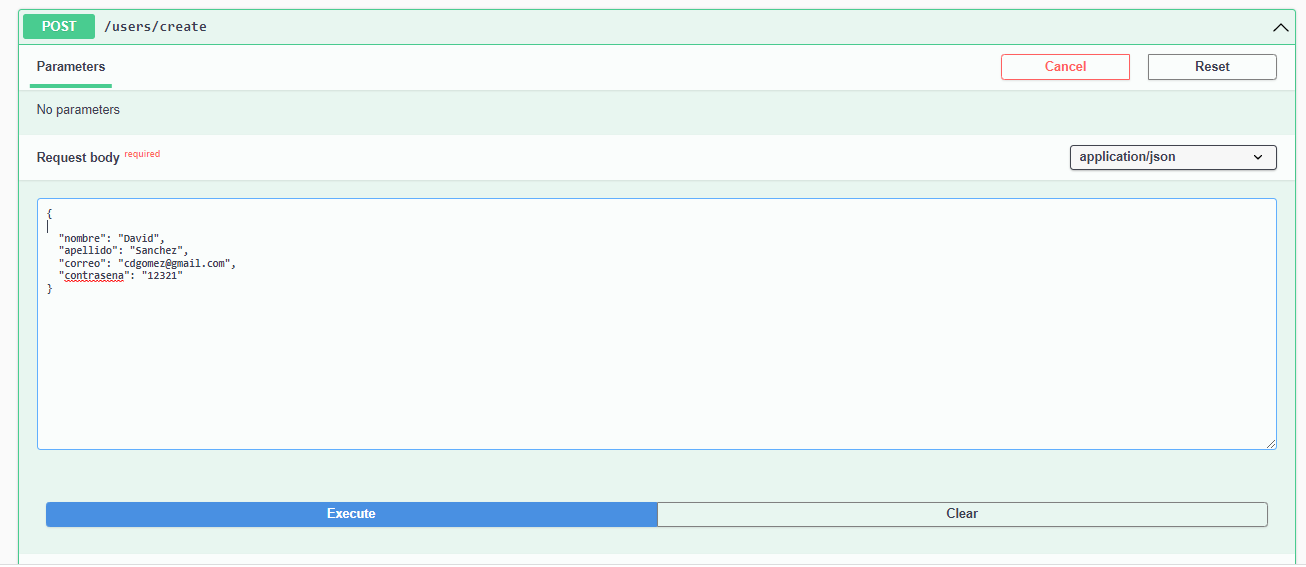 POST /users/create
Parameters
Cancel
Reset
No parameters
Request body required
application/json
{
"nombre": "David",
"apellido": "Sanchez",
"correo": "cdgomez@gmail.com",
"contrasena": "12321"
}
Execute
Clear